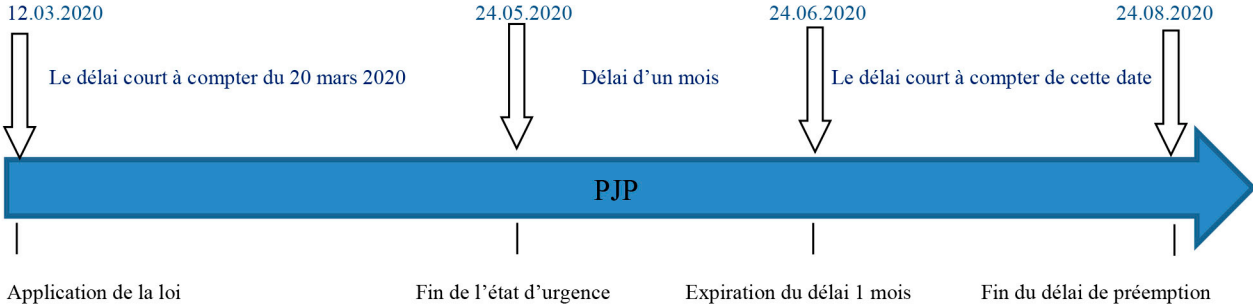 12.03.2020 24.05.2020 24.06.2020 24.08.2020
Le délai court à compter du 20 mars 2020 Délai d’un mois Le délai court à compter de cette date
PJP
Application de la loi Fin de l’état d’urgence Expiration du délai 1 mois Fin du délai de préemption